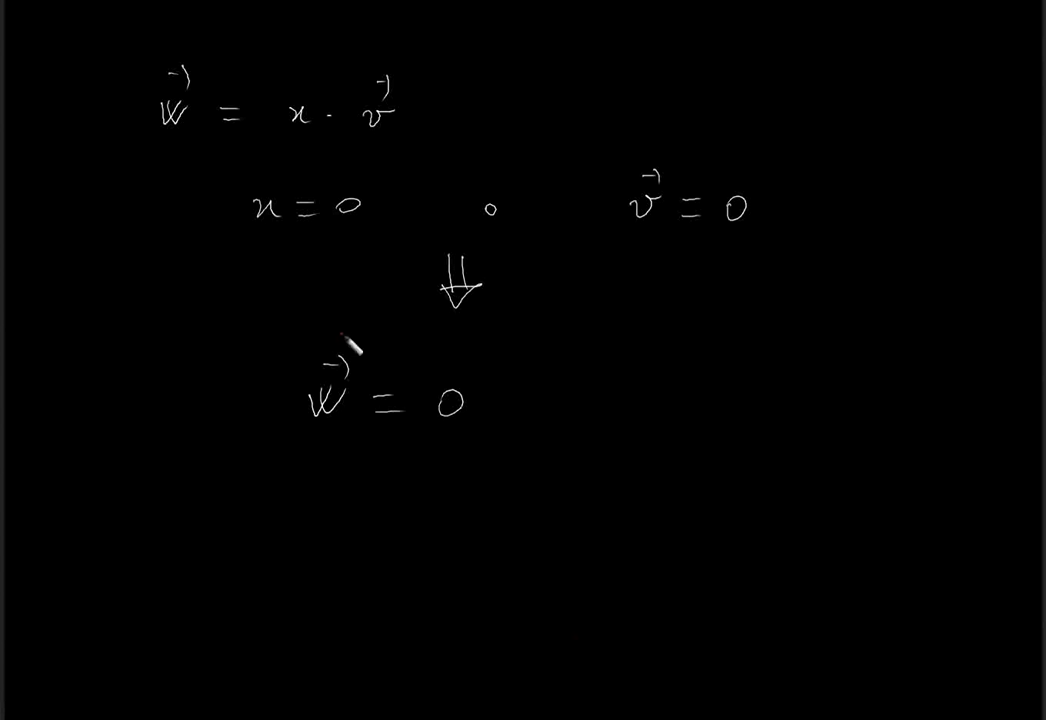 w⃗ = x · v⃗
x = 0 o v⃗ = 0
⇓
w⃗ = 0